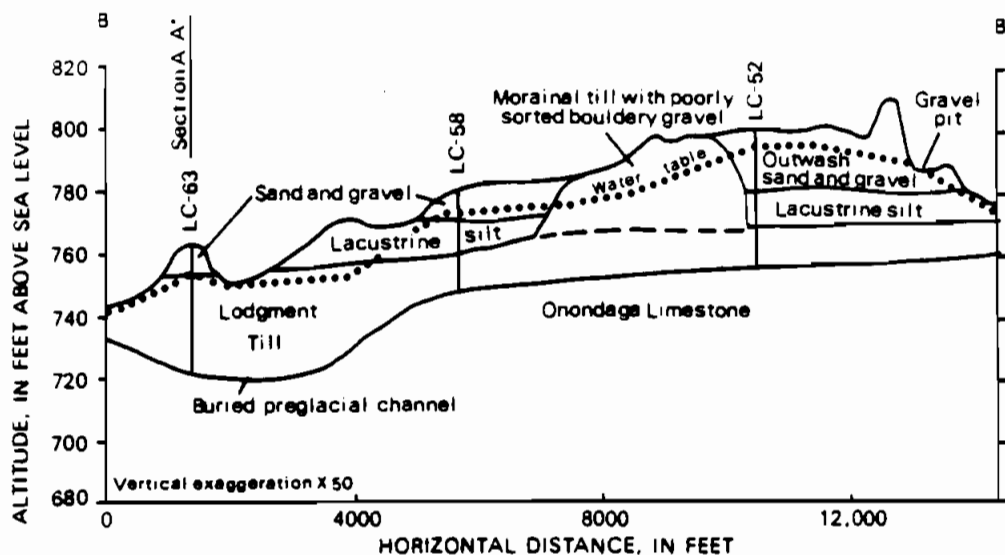 B
B
Section A A'
820
800
780
760
740
720
700
680
ALTITUDE, IN FEET ABOVE SEA LEVEL
LC-63
LC-58
LC-52
Sand and gravel
Morainal till with poorly
sorted bouldery gravel
Gravel
pit
Water table
Outwash
sand and gravel
Lacustrine silt
Lacustrine silt
Lodgment
Till
Onondaga Limestone
Buried preglacial channel
Vertical exaggeration X 50
0
4000
8000
12.000
HORIZONTAL DISTANCE, IN FEET